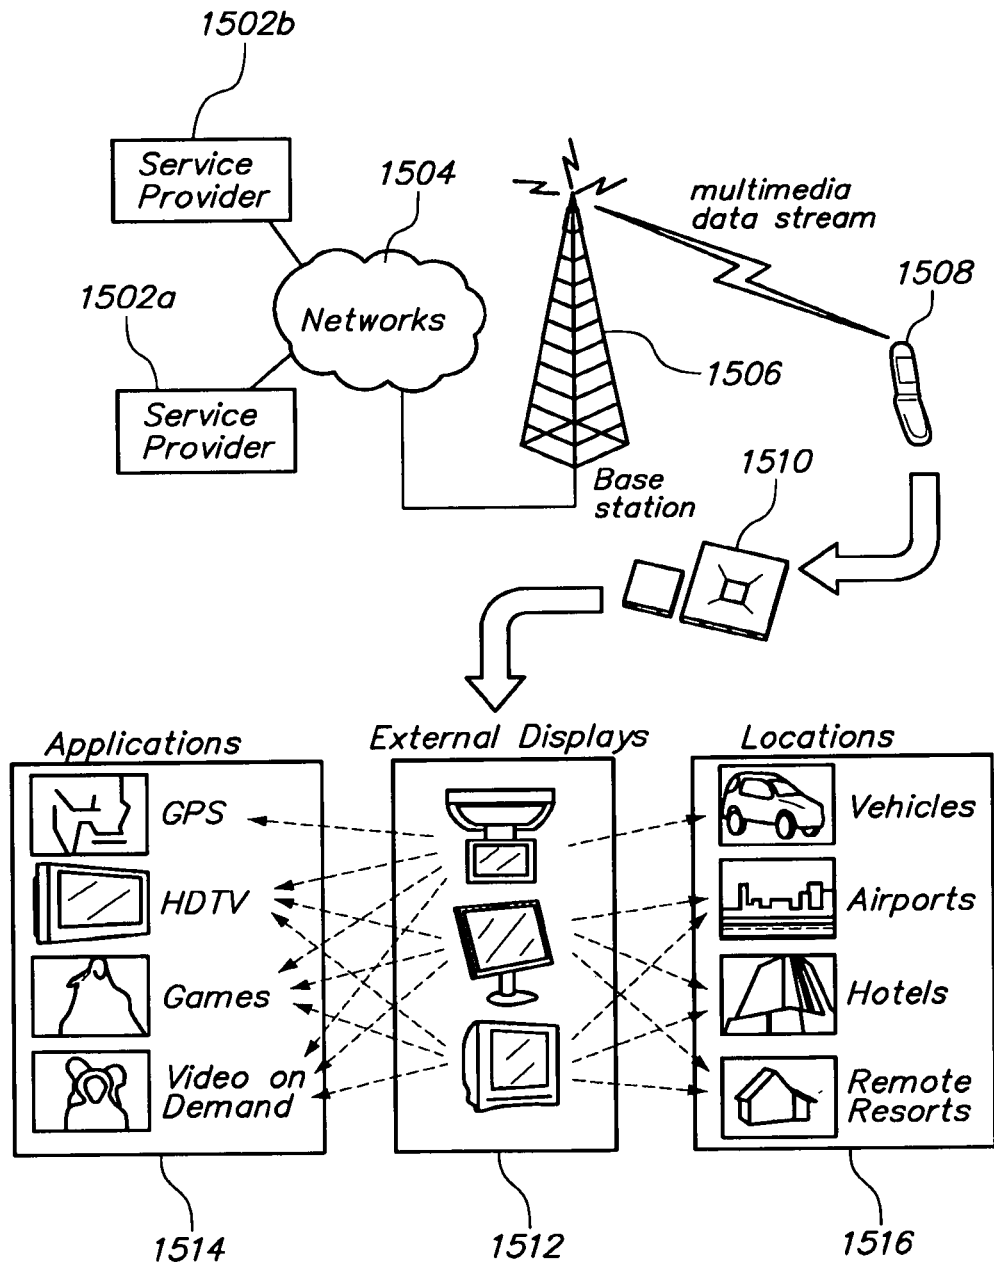 1502b
Service
Provider
1504
multimedia
data stream
1508
1502a
Networks
1506
Service
Provider
1510
Base
station
Applications
External Displays
Locations
GPS
Vehicles
HDTV
Airports
Games
Hotels
Video on
Demand
Remote
Resorts
1514
1512
1516